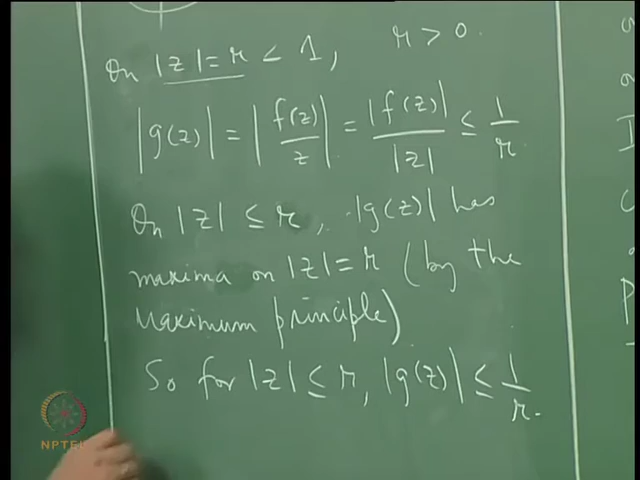 On |z| = r < 1, r > 0.
|g(z)| = |f(z)/z| = |f(z)|/|z| ≤ 1/r.
On |z| ≤ r, |g(z)| has
maxima on |z| = r (by the
Maximum principle)
So for |z| ≤ r, |g(z)| ≤ 1/r.
NPTEL